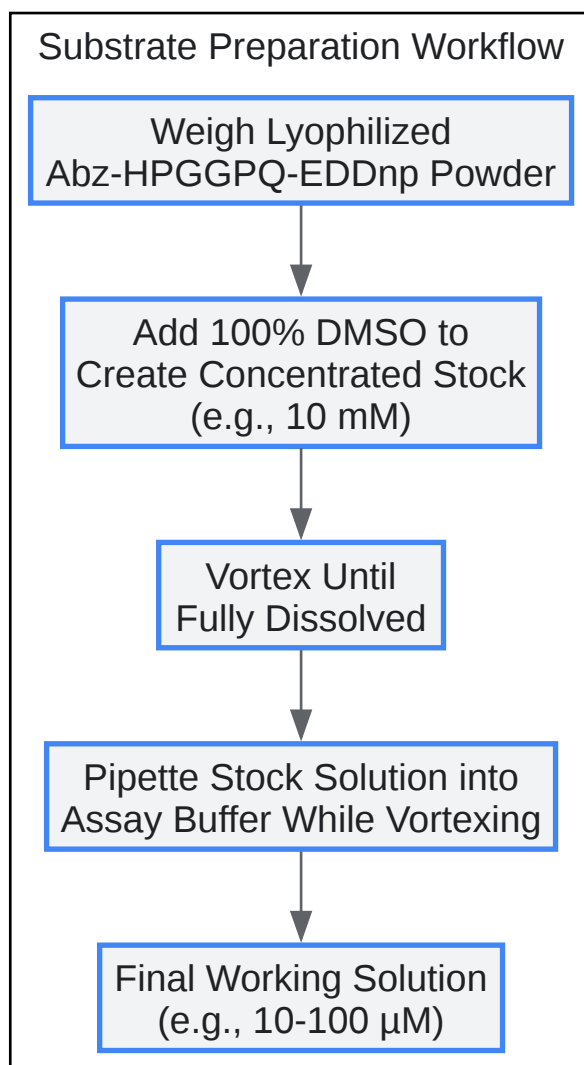 Substrate Preparation Workflow
Weigh Lyophilized
Abz-HPGGPQ-EDDnp Powder
Add 100% DMSO to
Create Concentrated Stock
(e.g., 10 mM)
Vortex Until
Fully Dissolved
Pipette Stock Solution into
Assay Buffer While Vortexing
Final Working Solution
(e.g., 10-100 µM)